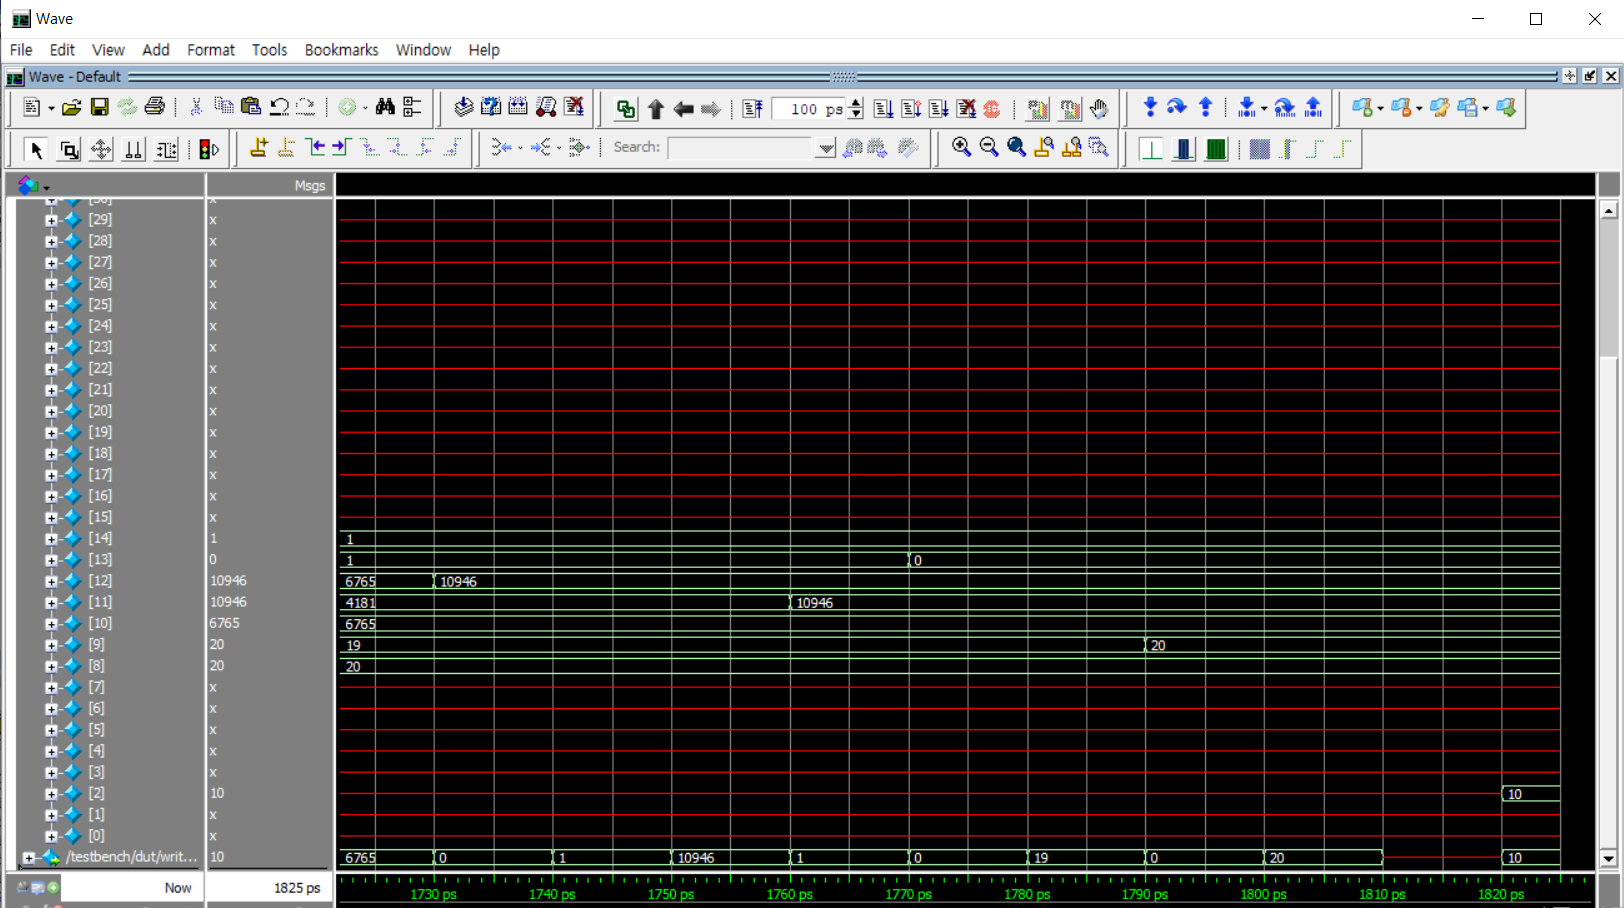 Wave
File Edit View Add Format Tools Bookmarks Window Help
Wave - Default
100 ps
Search:
Msgs
[30] x
[29] x
[28] x
[27] x
[26] x
[25] x
[24] x
[23] x
[22] x
[21] x
[20] x
[19] x
[18] x
[17] x
[16] x
[15] x
[14] 1 1
[13] 0 1 0
[12] 10946 6765 10946
[11] 10946 4181 10946
[10] 6765 6765
[9] 20 19 20
[8] 20 20
[7] x
[6] x
[5] x
[4] x
[3] x
[2] 10 10
[1] x
[0] x
/testbench/dut/writ... 10 6765 0 1 10946 1 0 19 0 20 10
Now 1825 ps 1730 ps 1740 ps 1750 ps 1760 ps 1770 ps 1780 ps 1790 ps 1800 ps 1810 ps 1820 ps